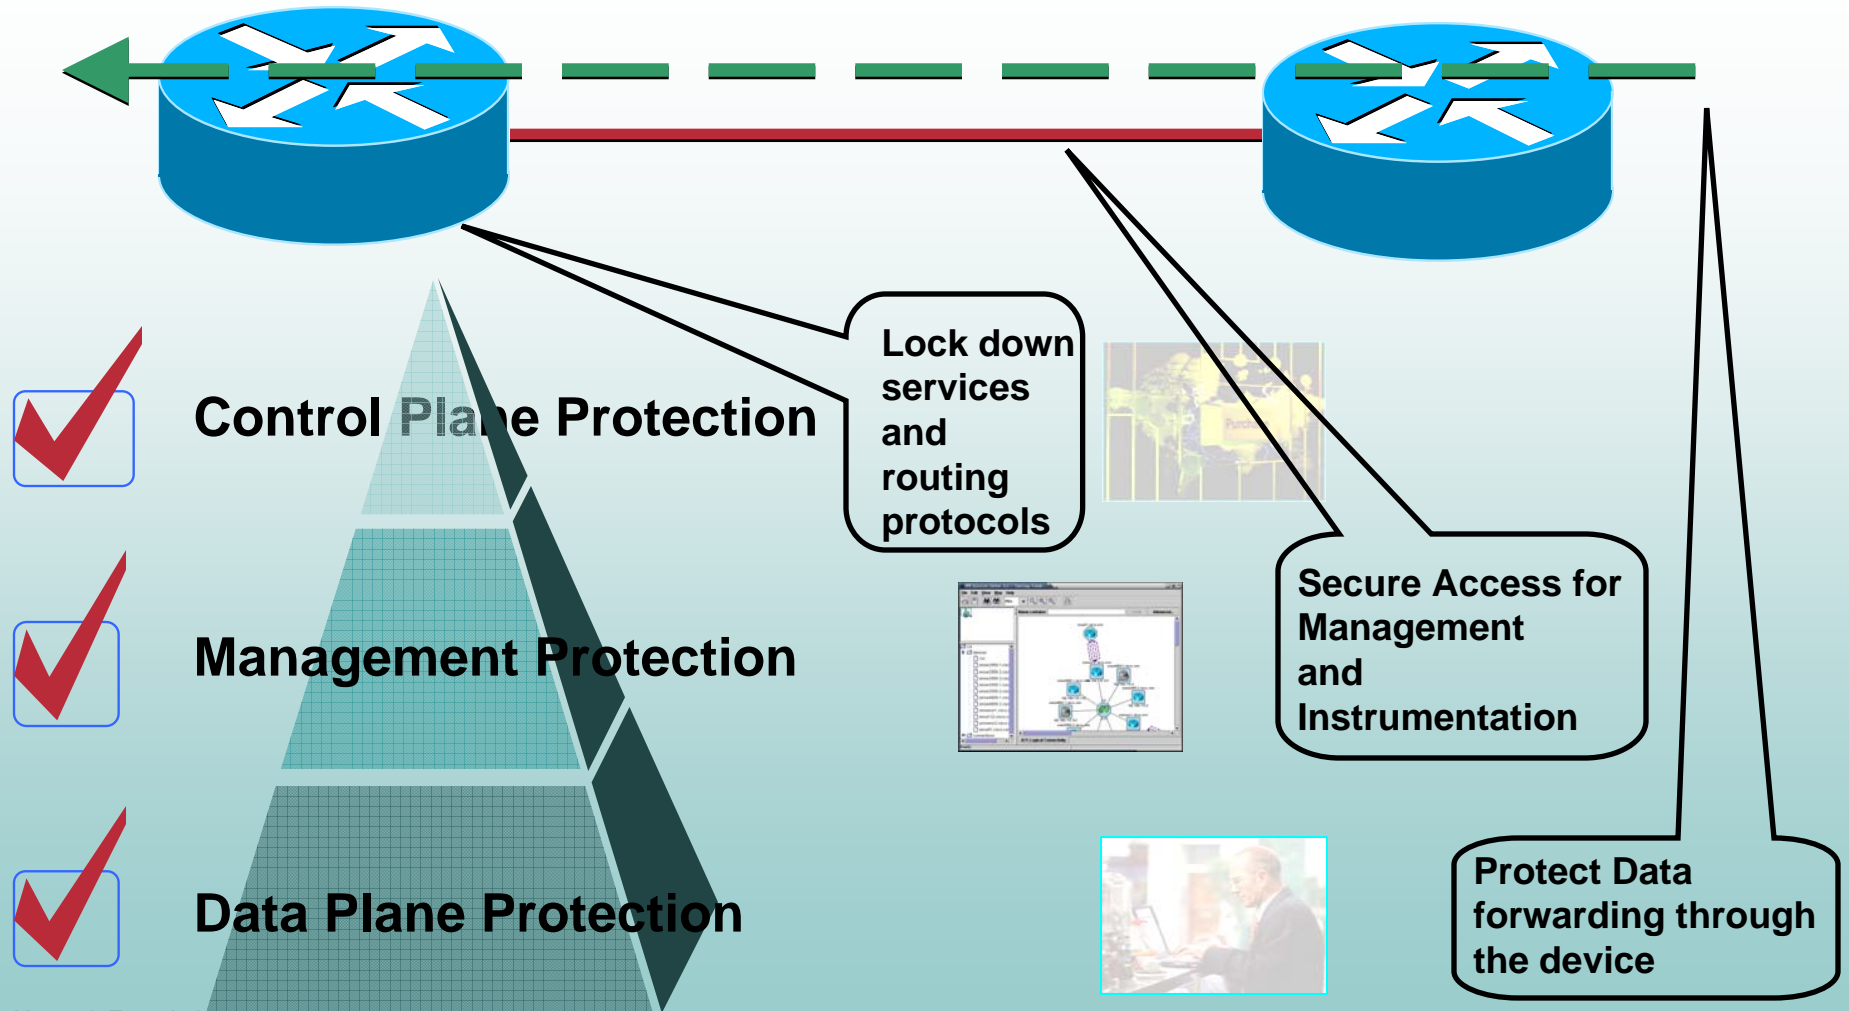 Control Plane Protection
Lock down
services
and
routing
protocols
Management Protection
Secure Access for
Management
and
Instrumentation
Data Plane Protection
Protect Data
forwarding through
the device